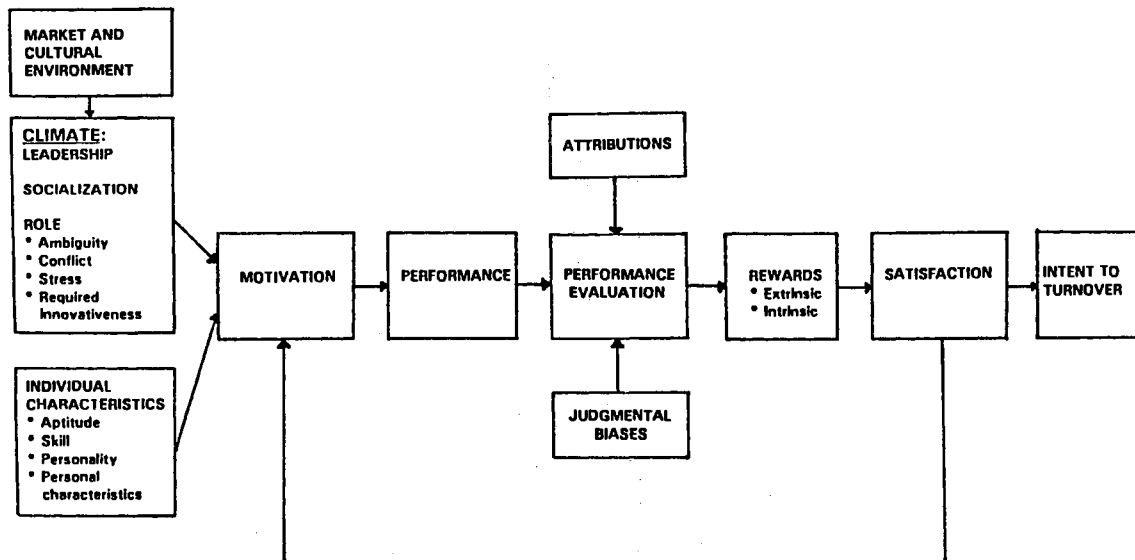 MARKET AND
CULTURAL
ENVIRONMENT
CLIMATE:
LEADERSHIP
SOCIALIZATION
ROLE
• Ambiguity
• Conflict
• Stress
• Required
Innovativeness
INDIVIDUAL
CHARACTERISTICS
• Aptitude
• Skill
• Personality
• Personal
characteristics
MOTIVATION
PERFORMANCE
ATTRIBUTIONS
PERFORMANCE
EVALUATION
JUDGMENTAL
BIASES
REWARDS
• Extrinsic
• Intrinsic
SATISFACTION
INTENT TO
TURNOVER